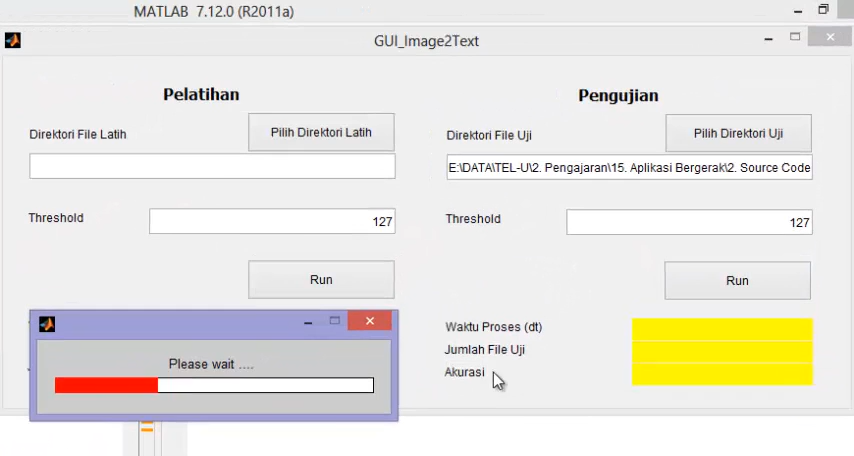 MATLAB 7.12.0 (R2011a)
GUI_Image2Text
Pelatihan
Direktori File Latih
Pilih Direktori Latih
Threshold
127
Run
Pengujian
Direktori File Uji
Pilih Direktori Uji
E:\DATA\TEL-U\2. Pengajaran\15. Aplikasi Bergerak\2. Source Code
Threshold
127
Run
Waktu Proses (dt)
Jumlah File Uji
Akurasi
Please wait ....